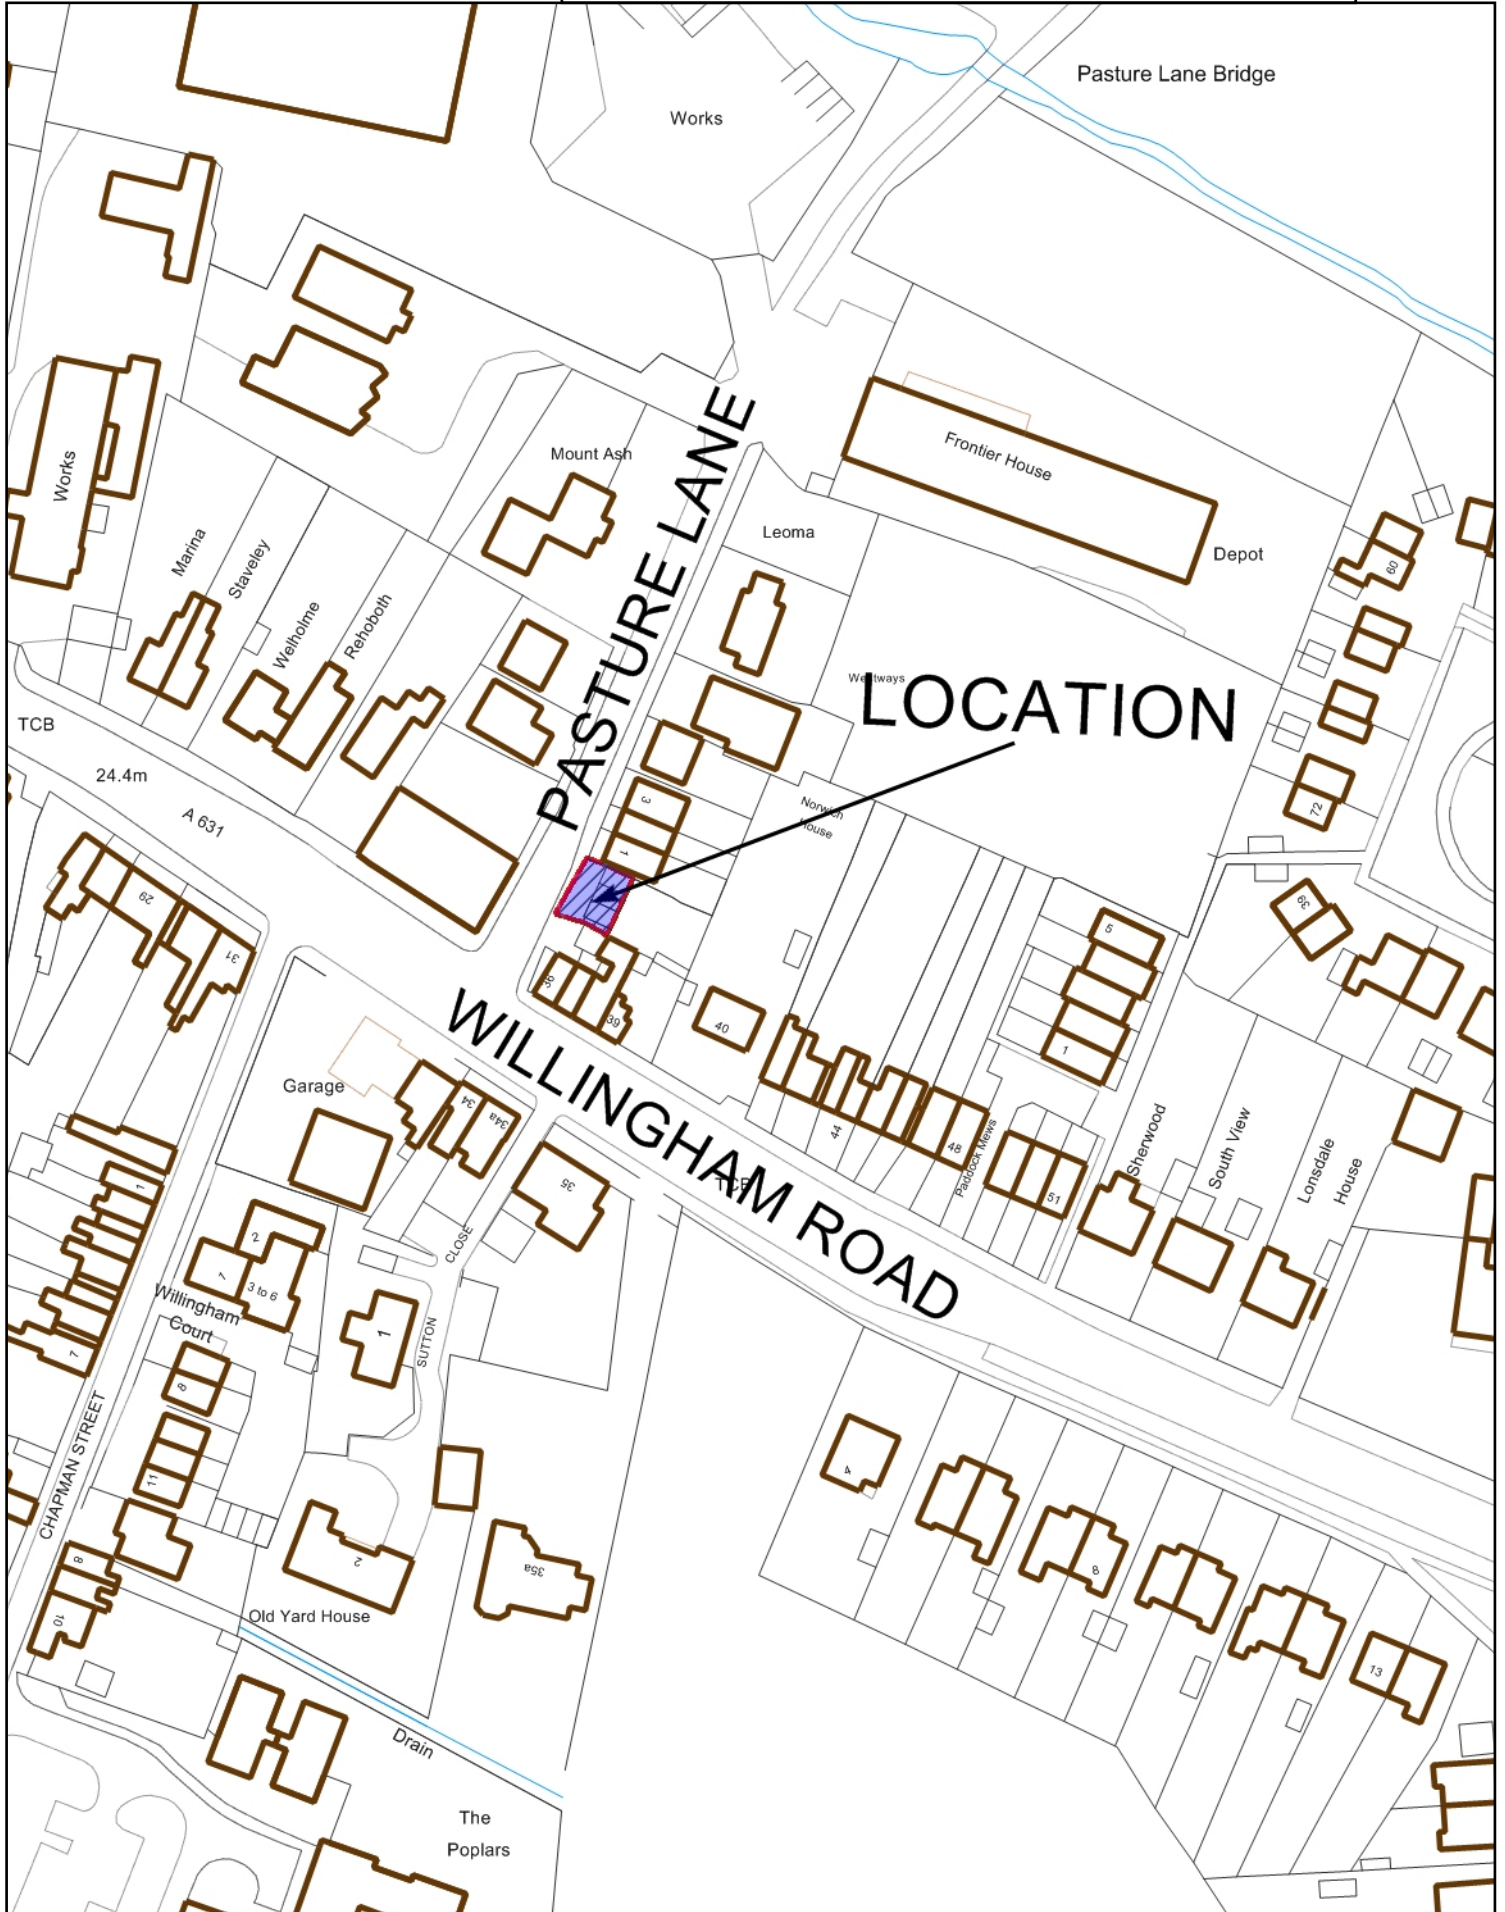 Pasture Lane Bridge
Works
Mount Ash
PASTURE LANE
Frontier House
Depot
Works
Marina
Staveley
Welholme
Rehoboth
Leoma
60
Westways
LOCATION
TCB
24.4m
A 631
3
1
Norwich
House
72
29
31
39
5
1
38
39
40
WILLINGHAM ROAD
Garage
34
34a
35
TCB
44
48
Paddock Mews
51
Sherwood
South View
Lonsdale
House
1
2
7
3 to 6
Willingham
Court
CLOSE
SUTTON
1
7
8
11
CHAPMAN STREET
4
8
13
2
35a
8
10
Old Yard House
Drain
The
Poplars